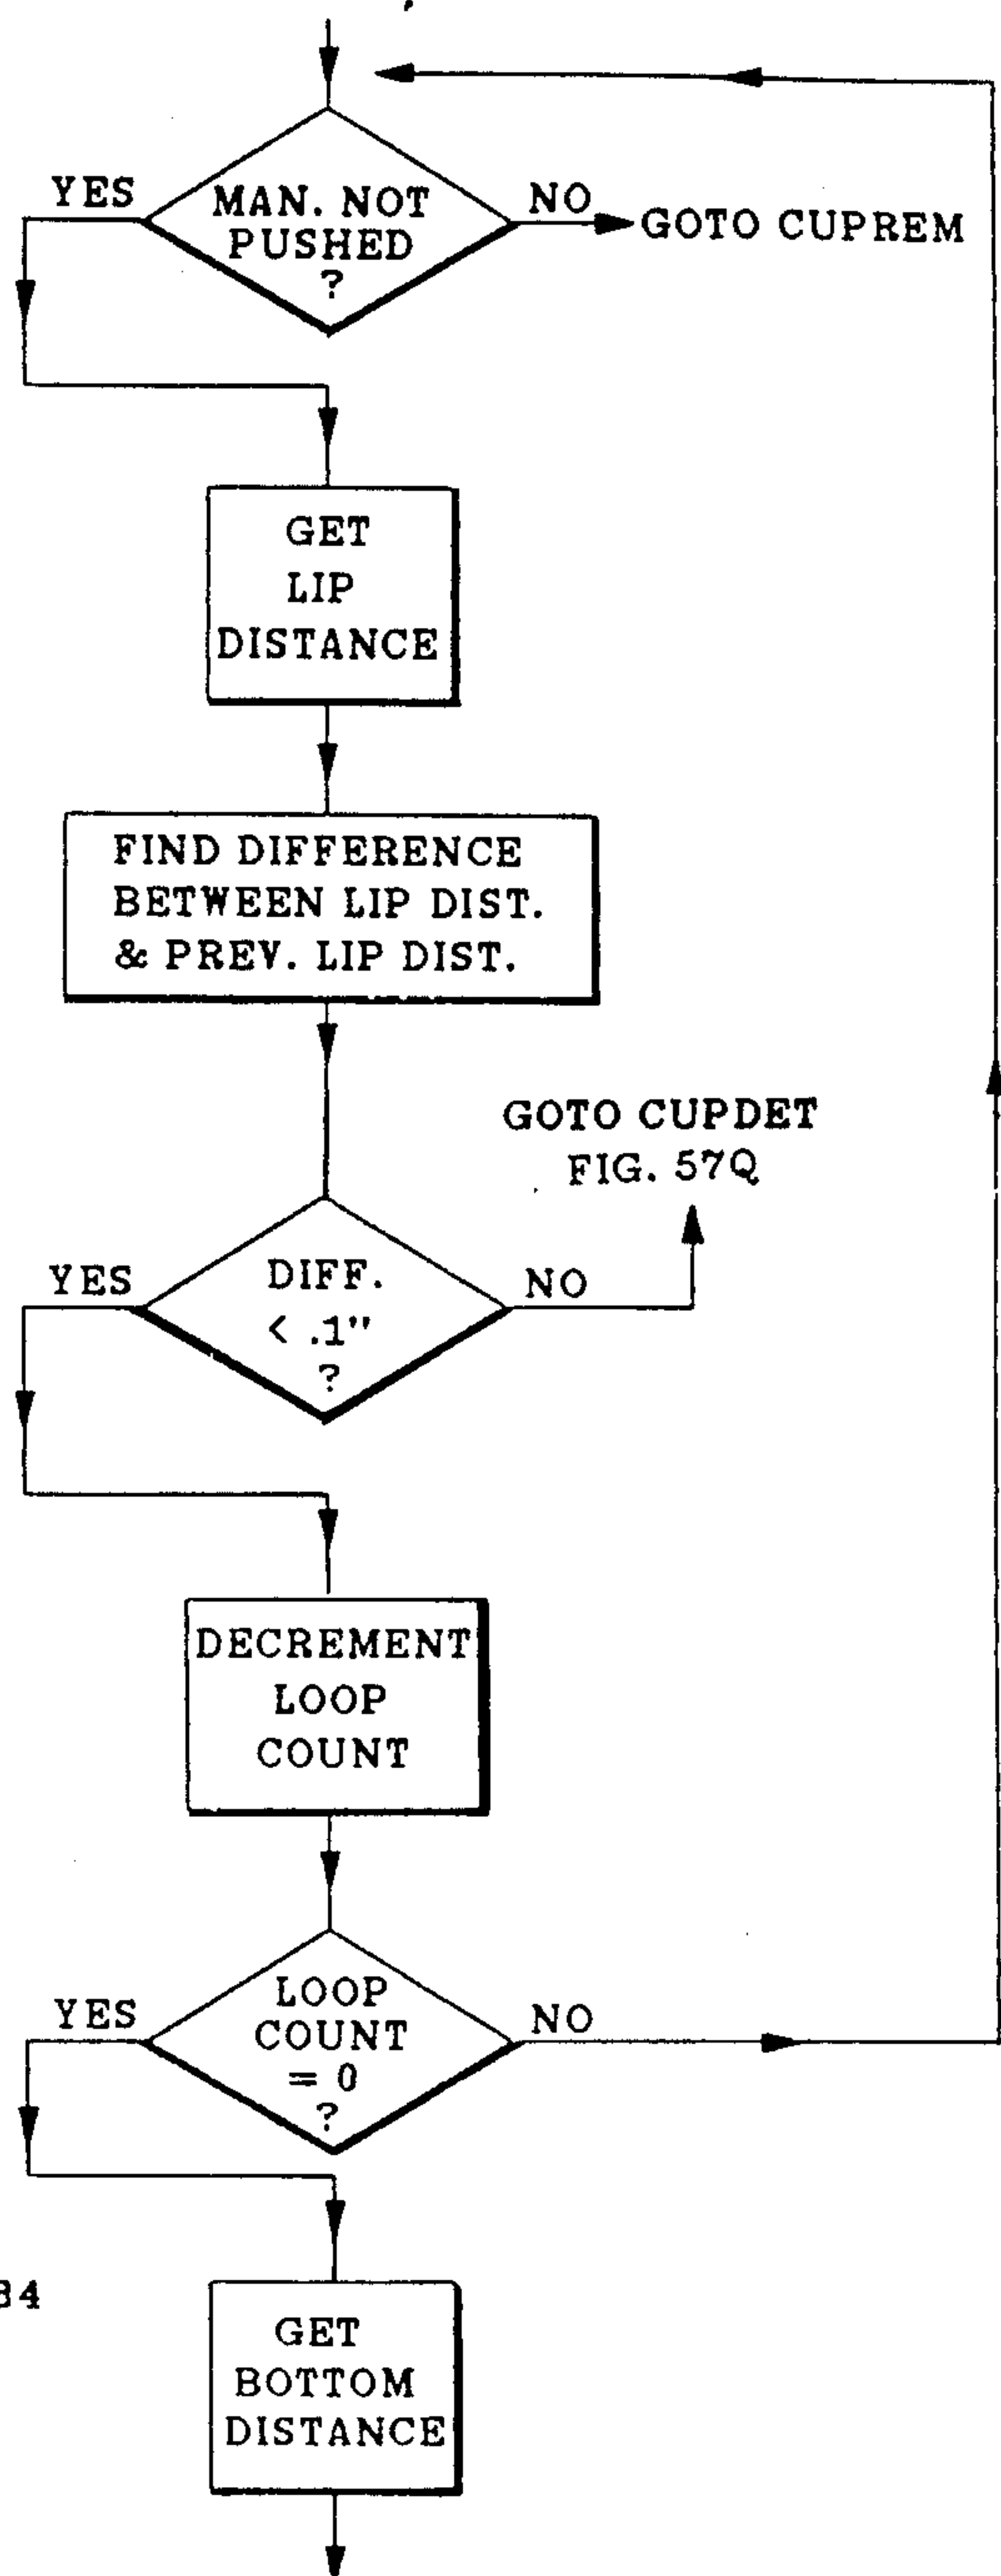 YES
MAN. NOT
PUSHED
?
NO
GOTO CUPREM
GET
LIP
DISTANCE
FIND DIFFERENCE
BETWEEN LIP DIST.
& PREV. LIP DIST.
GOTO CUPDET
FIG. 57Q
YES
DIFF.
< .1"
?
NO
DECREMENT
LOOP
COUNT
YES
LOOP
COUNT
= 0
?
NO
34
GET
BOTTOM
DISTANCE